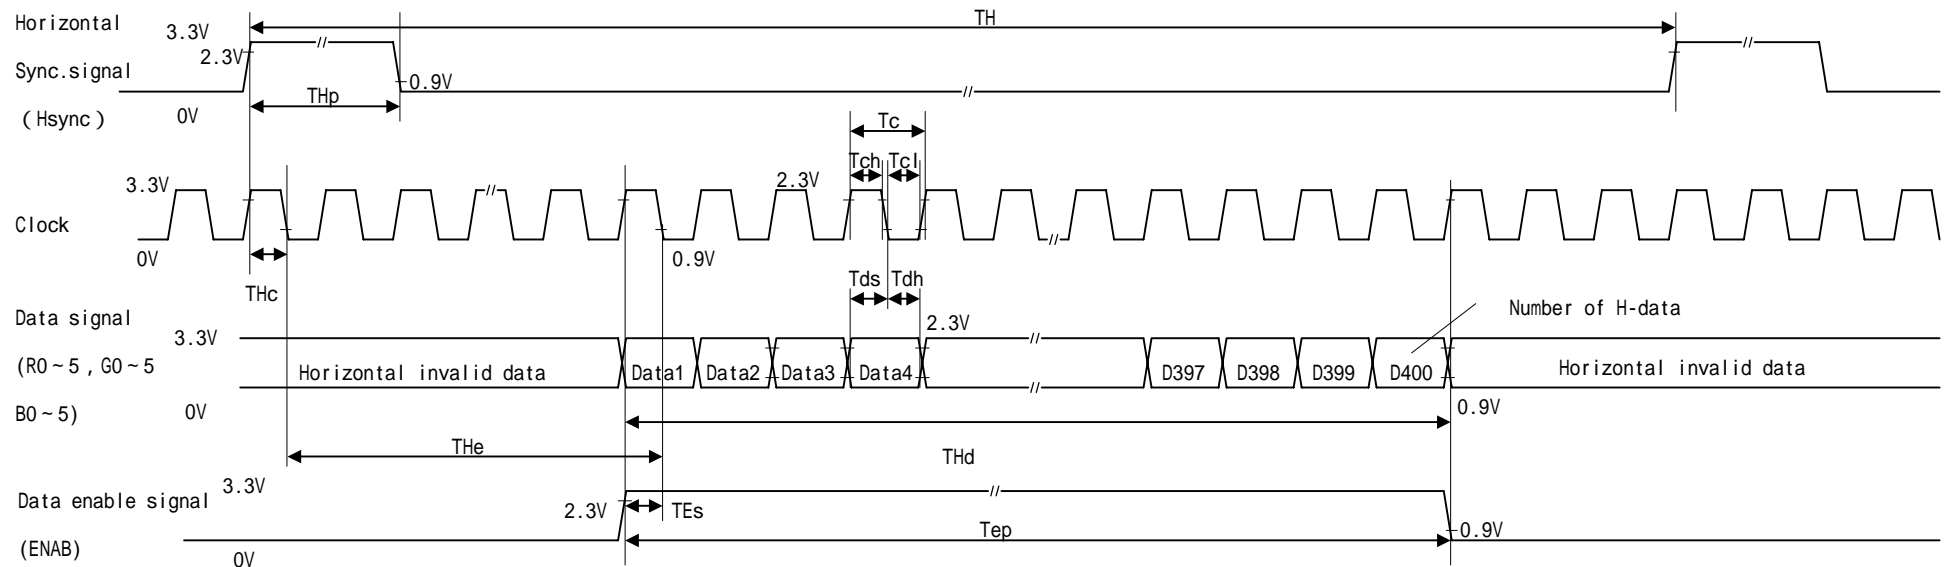 Horizontal
Sync.signal
( Hsync )
3.3V
2.3V
0V
TH
THp
0.9V
Tc
Tch Tcl
Clock
3.3V
0V
THc
2.3V
0.9V
Tds Tdh
Data signal
(R0~5 , G0~5
B0~5)
3.3V
0V
2.3V
Number of H-data
Horizontal invalid data
Data1
Data2
Data3
Data4
D397
D398
D399
D400
Horizontal invalid data
0.9V
THe
THd
Data enable signal
(ENAB)
3.3V
0V
2.3V
TEs
Tep
0.9V